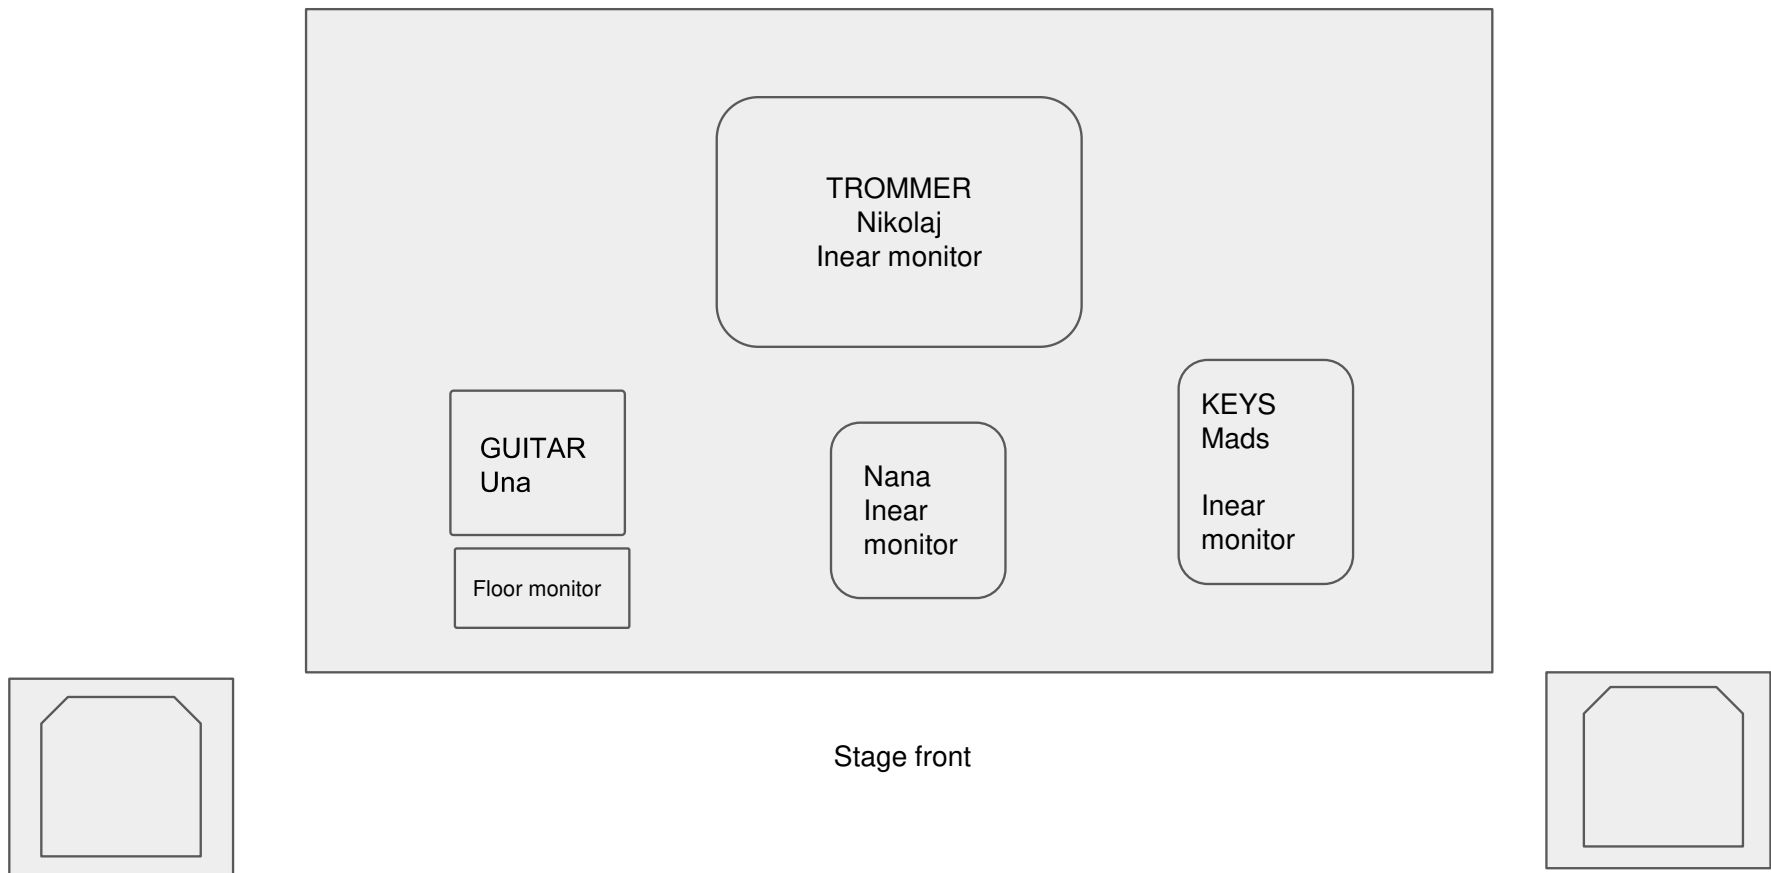 TROMMER
Nikolaj
Inear monitor
GUITAR
Una
Floor monitor
Nana
Inear
monitor
KEYS
Mads
Inear
monitor
Stage front